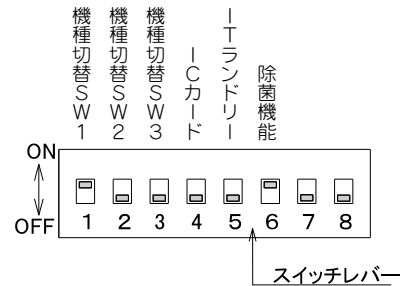 機種切替SW1
機種切替SW2
機種切替SW3
ICカード
ITランドリー
除菌機能
ON
OFF
1 2 3 4 5 6 7 8
スイッチレバー